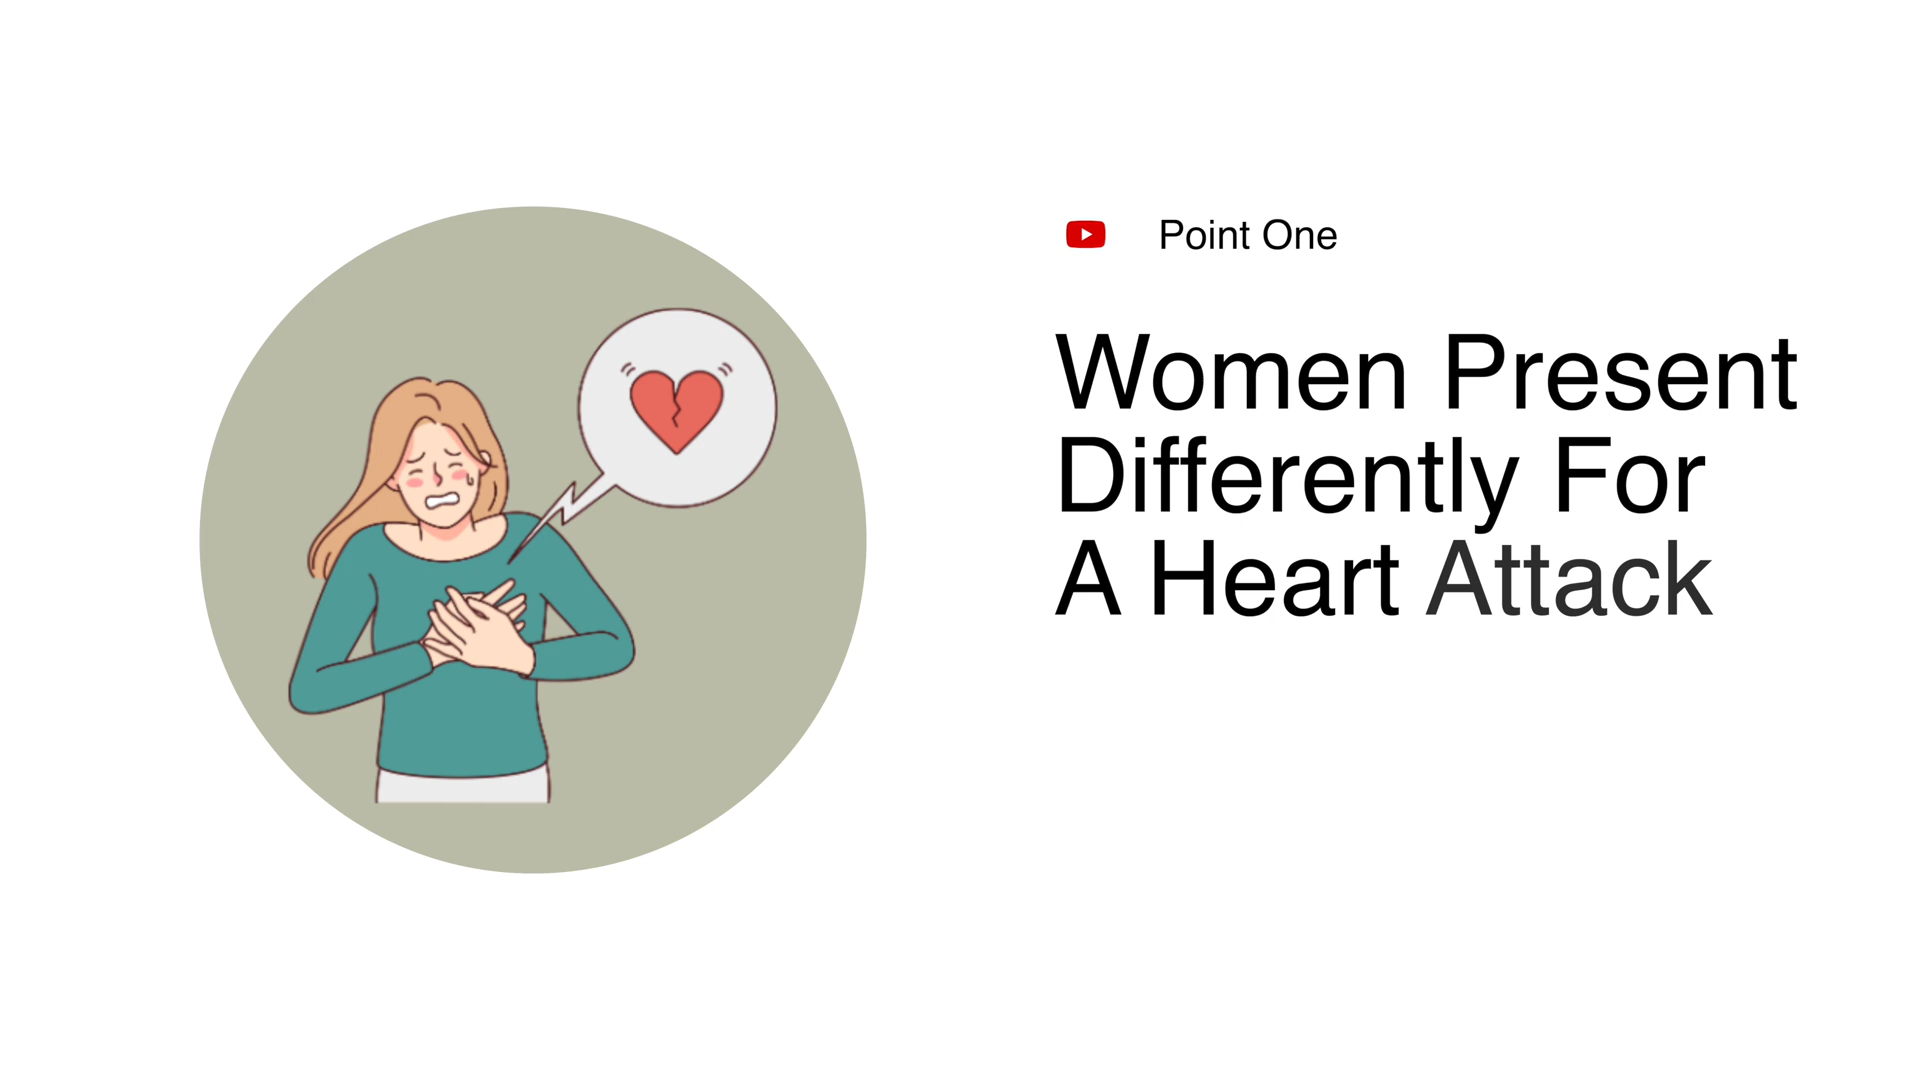 Point One
Women Present
Differently For
A Heart Attack